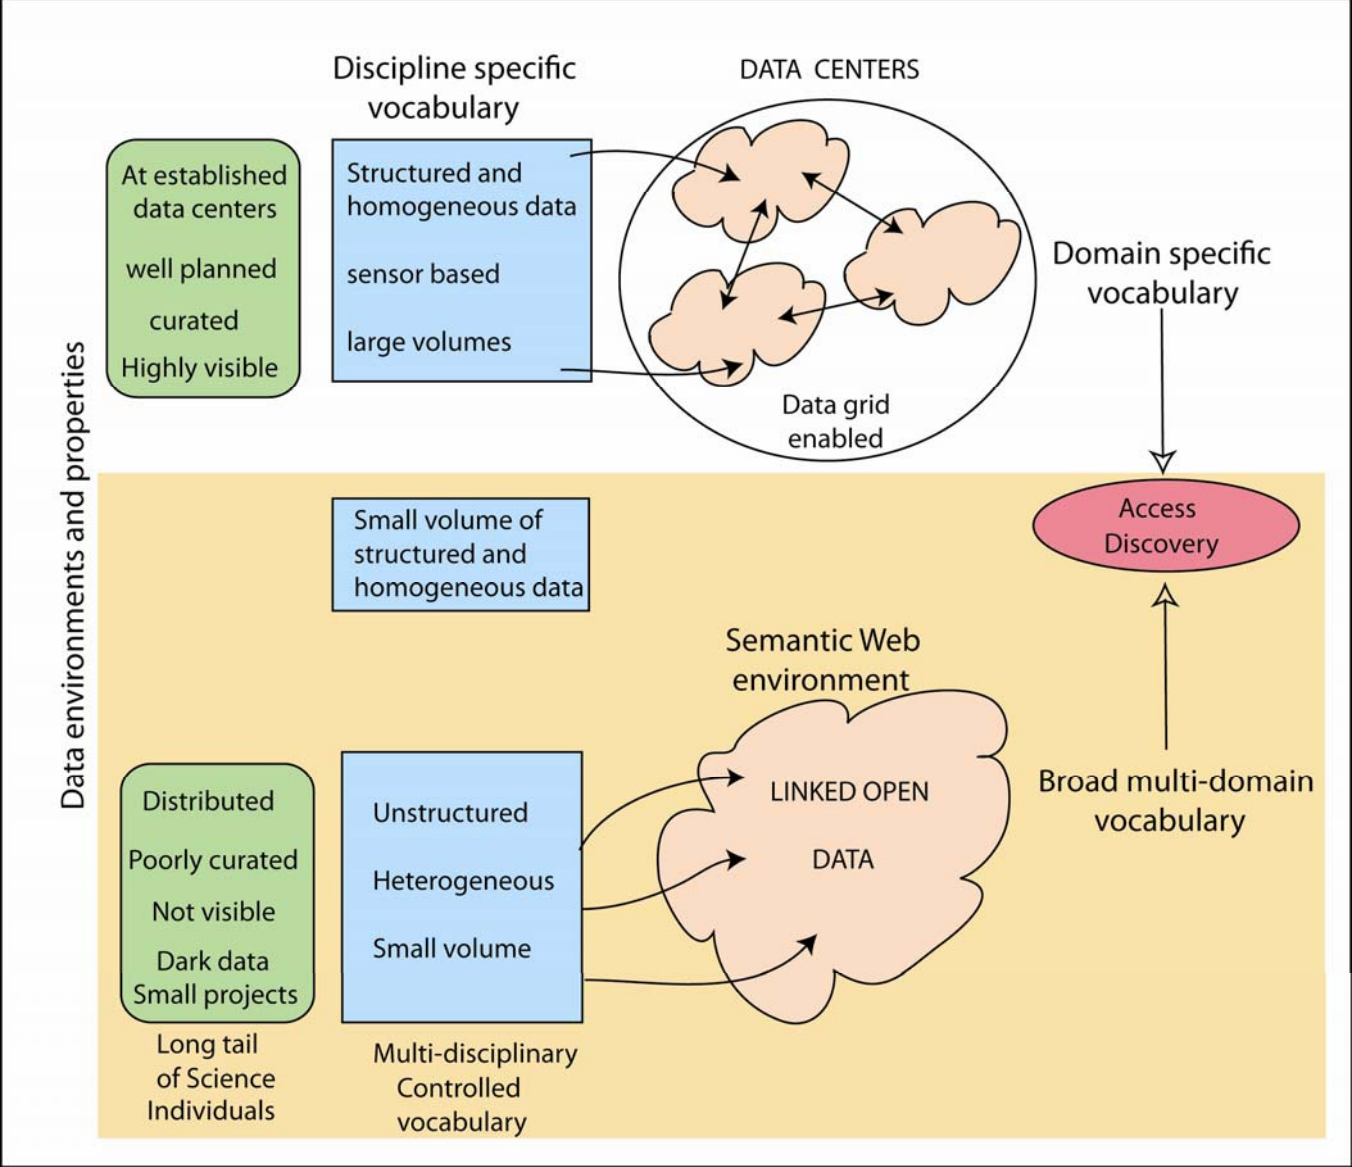 Discipline specific
vocabulary
DATA CENTERS
At established
data centers
well planned
curated
Highly visible
Structured and
homogeneous data
sensor based
large volumes
Data grid
enabled
Domain specific
vocabulary
Data environments and properties
Access
Discovery
Small volume of
structured and
homogeneous data
Semantic Web
environment
LINKED OPEN
DATA
Broad multi-domain
vocabulary
Distributed
Poorly curated
Not visible
Dark data
Small projects
Unstructured
Heterogeneous
Small volume
Long tail
of Science
Individuals
Multi-disciplinary
Controlled
vocabulary